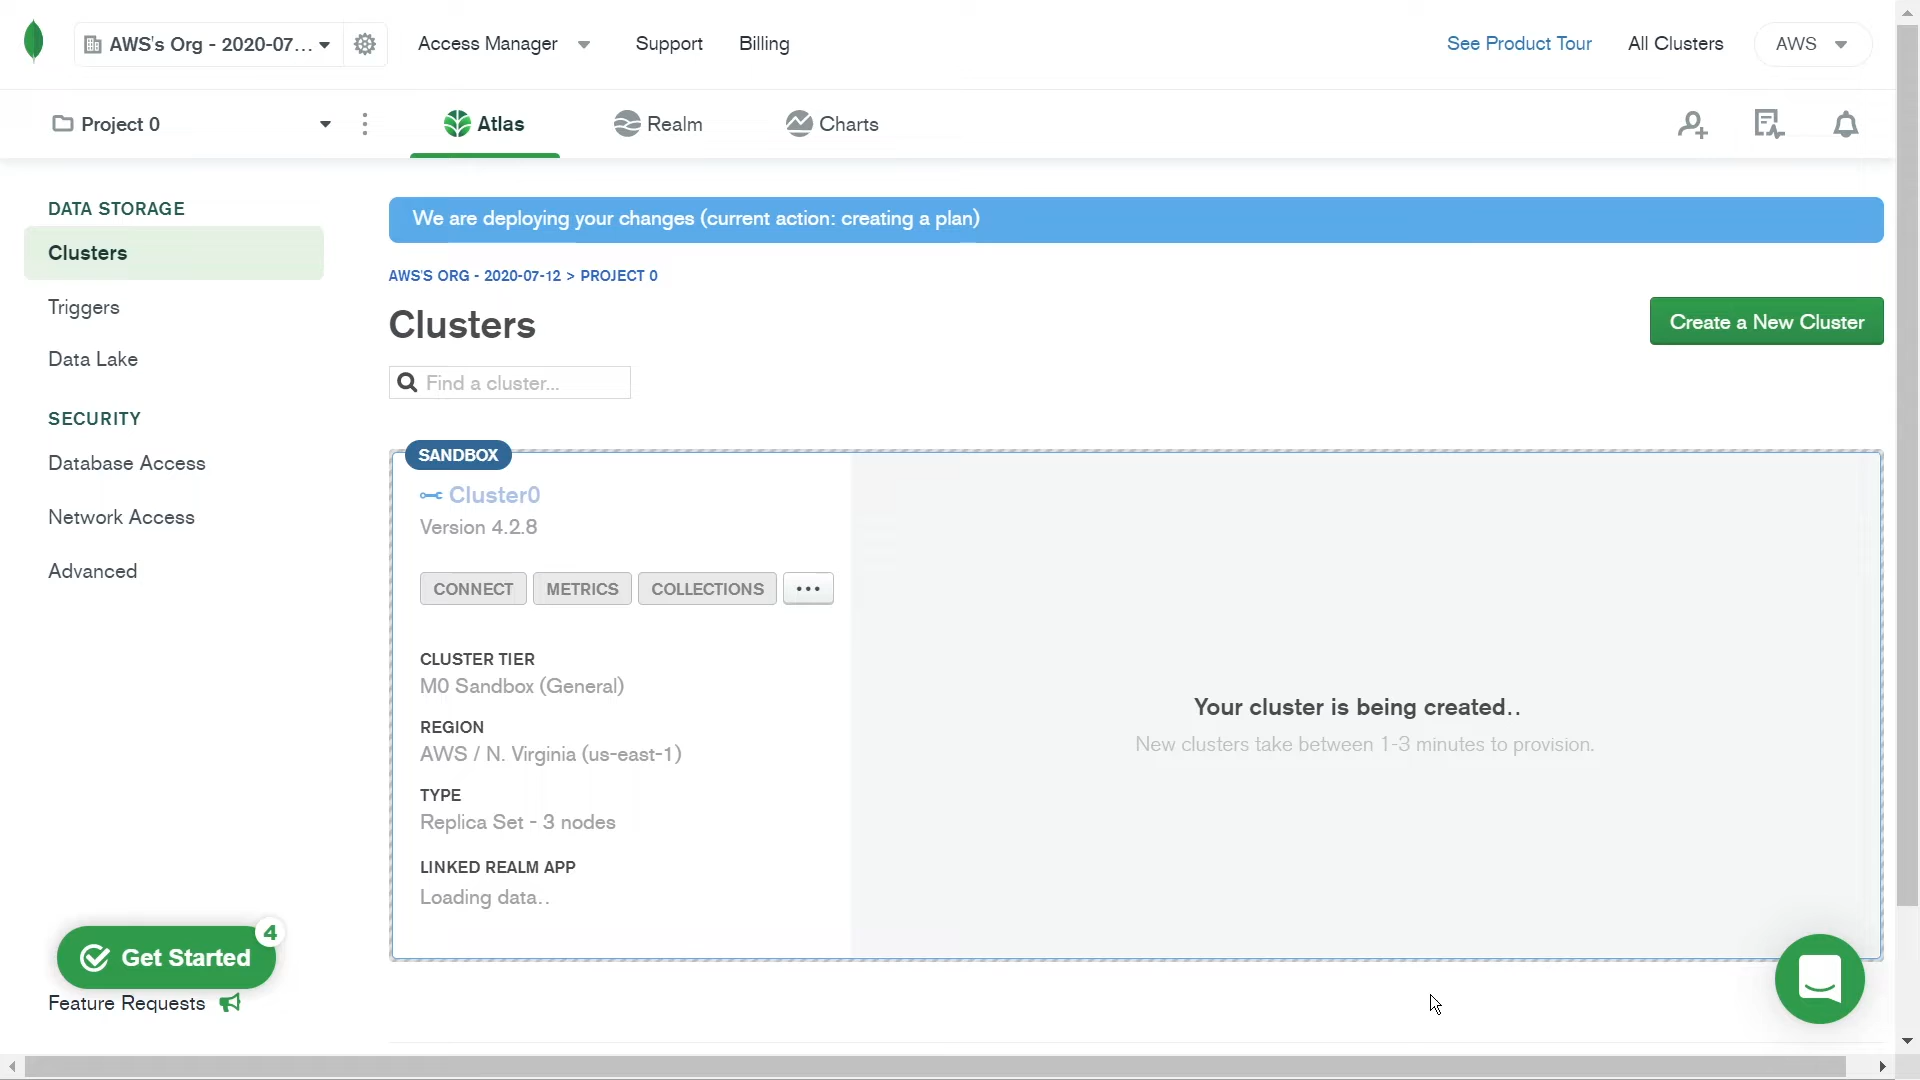 AWS's Org - 2020-07...
Access Manager
Support
Billing
See Product Tour
All Clusters
AWS
Project 0
Atlas
Realm
Charts
DATA STORAGE
Clusters
Triggers
Data Lake
SECURITY
Database Access
Network Access
Advanced
4
Get Started
Feature Requests
We are deploying your changes (current action: creating a plan)
AWS'S ORG - 2020-07-12 > PROJECT 0
Clusters
Create a New Cluster
Find a cluster...
SANDBOX
Cluster0
Version 4.2.8
CONNECT
METRICS
COLLECTIONS
...
CLUSTER TIER
M0 Sandbox (General)
REGION
AWS / N. Virginia (us-east-1)
TYPE
Replica Set - 3 nodes
LINKED REALM APP
Loading data..
Your cluster is being created..
New clusters take between 1-3 minutes to provision.